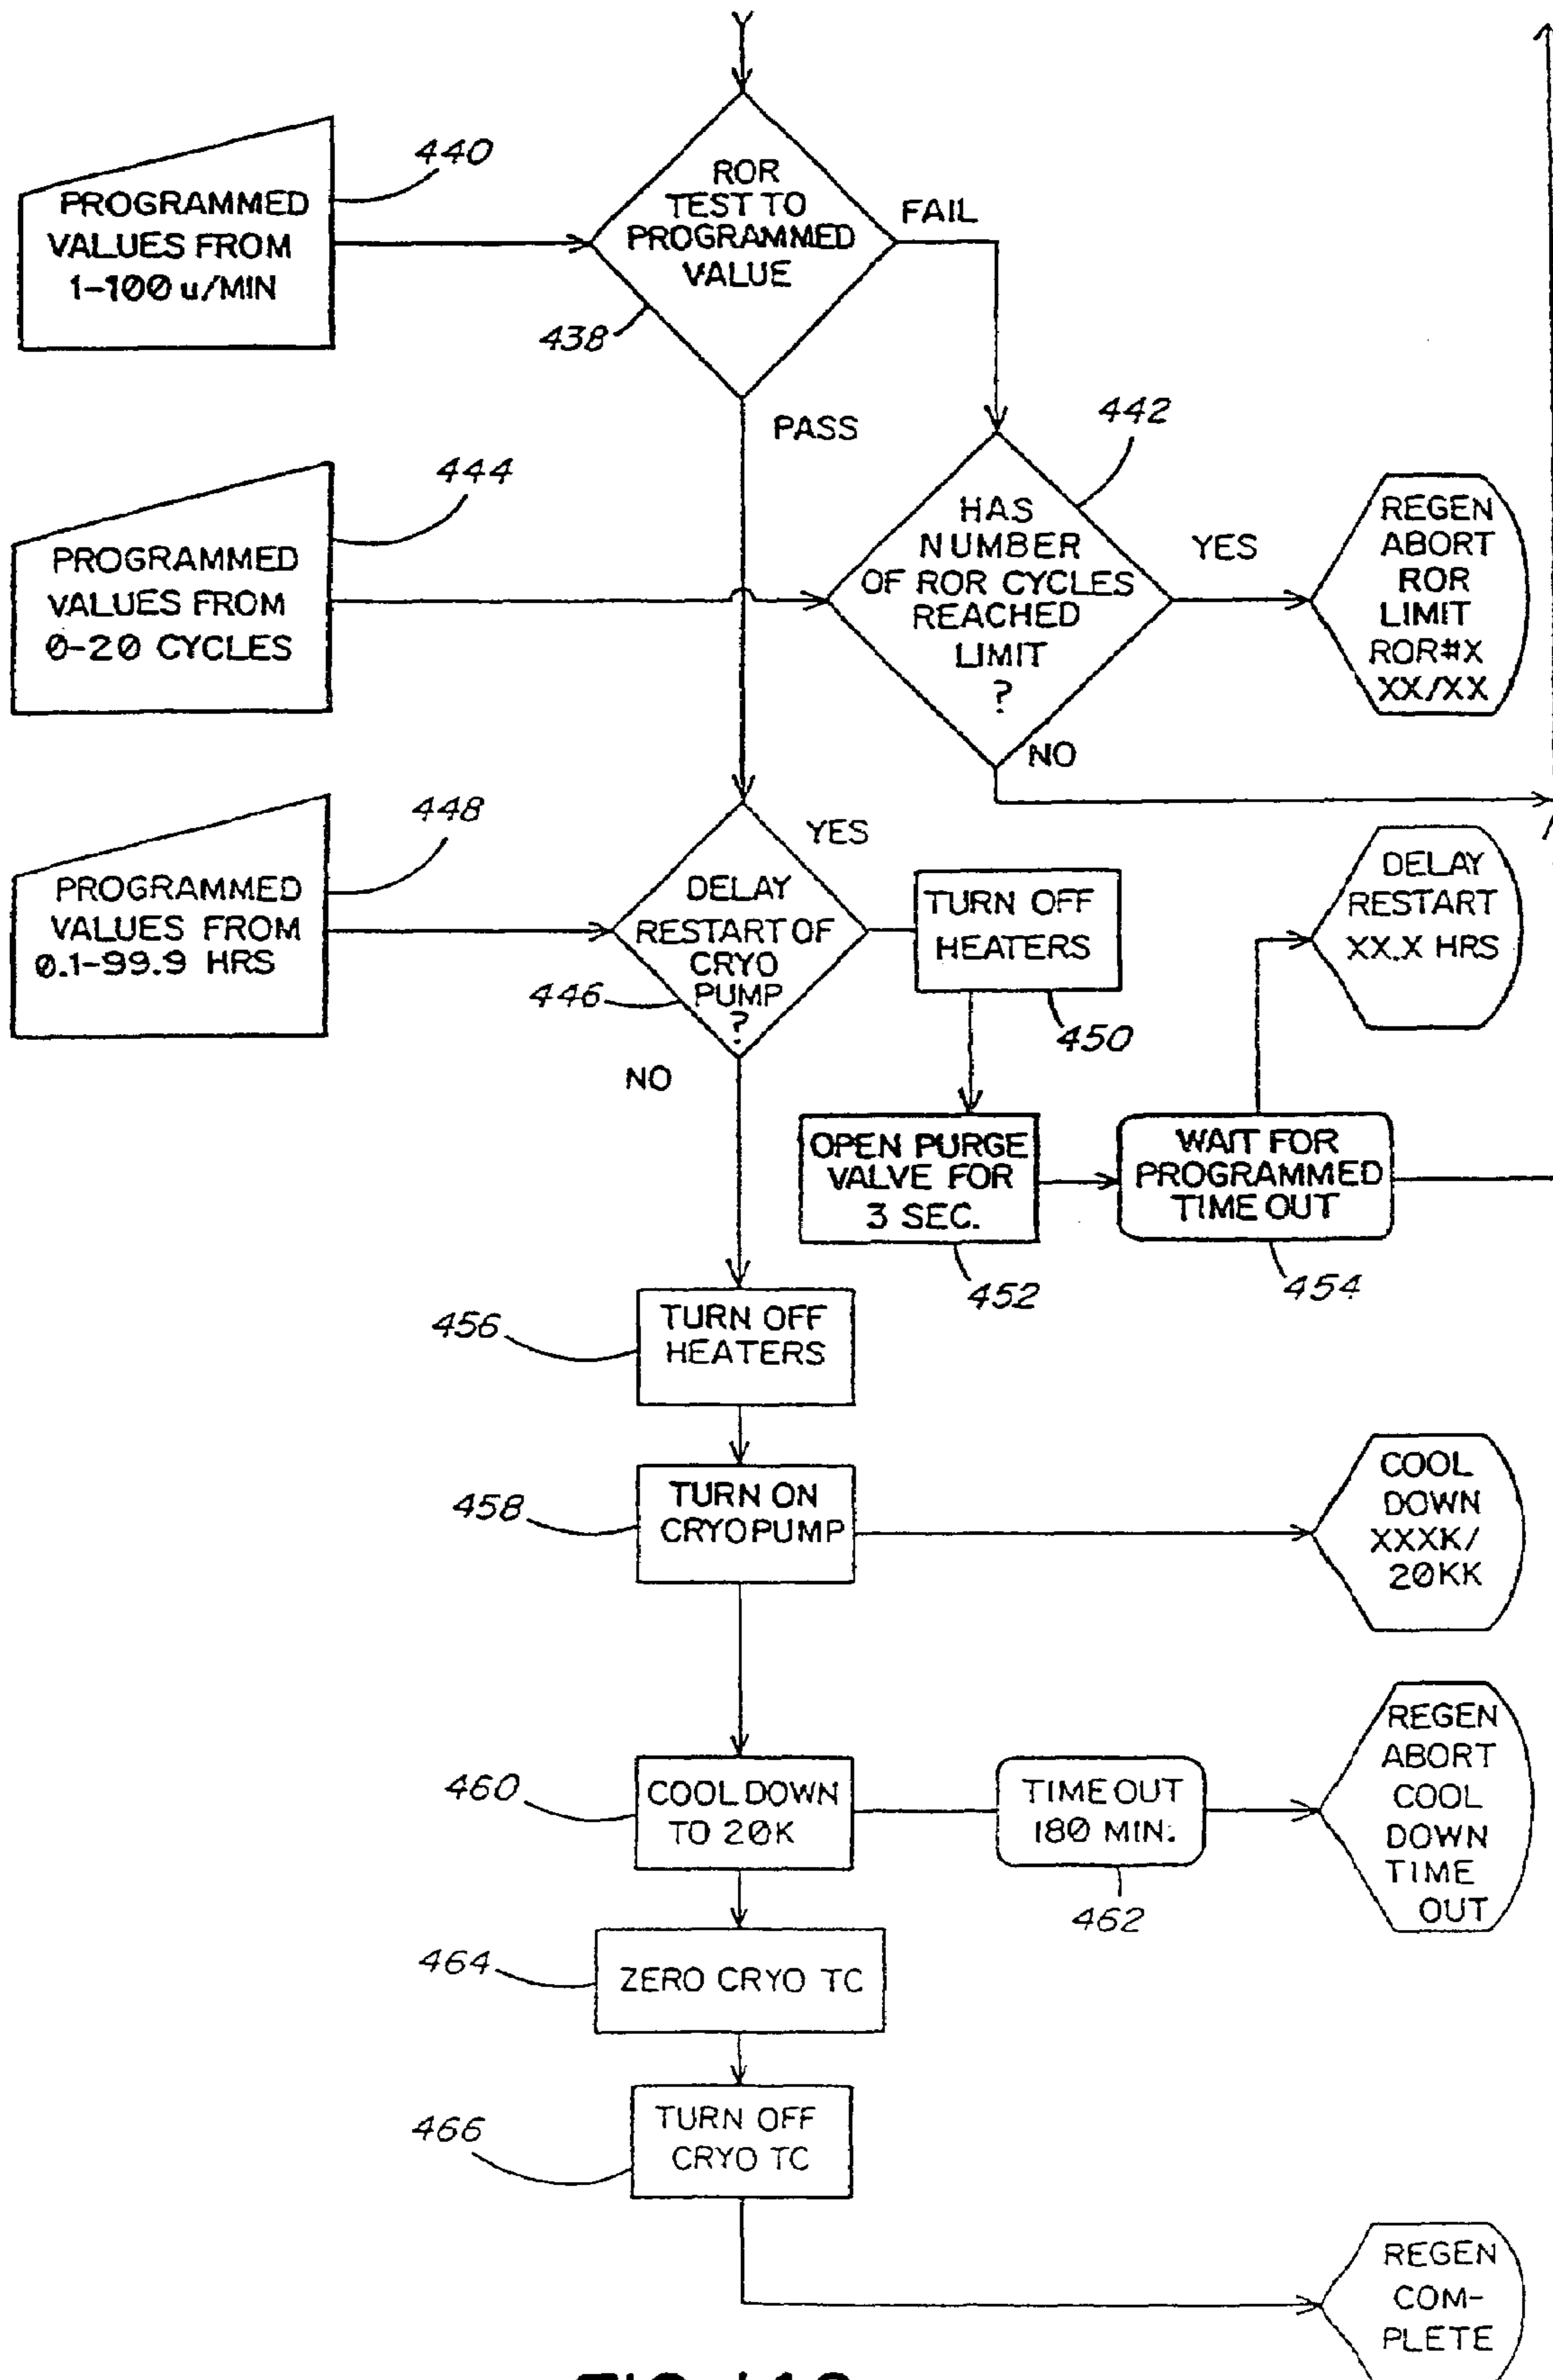 440
PROGRAMMED
VALUES FROM
1-100 u/MIN
ROR
TEST TO
PROGRAMMED
VALUE
FAIL
438
PASS
442
444
PROGRAMMED
VALUES FROM
0-20 CYCLES
HAS
NUMBER
OF ROR CYCLES
REACHED
LIMIT
?
YES
REGEN
ABORT
ROR
LIMIT
ROR#X
XX/XX
NO
448
PROGRAMMED
VALUES FROM
0.1-99.9 HRS
YES
DELAY
RESTART OF
CRYO
PUMP
?
446
NO
TURN OFF
HEATERS
450
DELAY
RESTART
XX.X HRS
OPEN PURGE
VALVE FOR
3 SEC.
452
WAIT FOR
PROGRAMMED
TIME OUT
454
456
TURN OFF
HEATERS
458
TURN ON
CRYOPUMP
COOL
DOWN
XXXK/
20KK
460
COOL DOWN
TO 20K
TIME OUT
180 MIN.
462
REGEN
ABORT
COOL
DOWN
TIME
OUT
464
ZERO CRYO TC
466
TURN OFF
CRYO TC
REGEN
COM-
PLETE